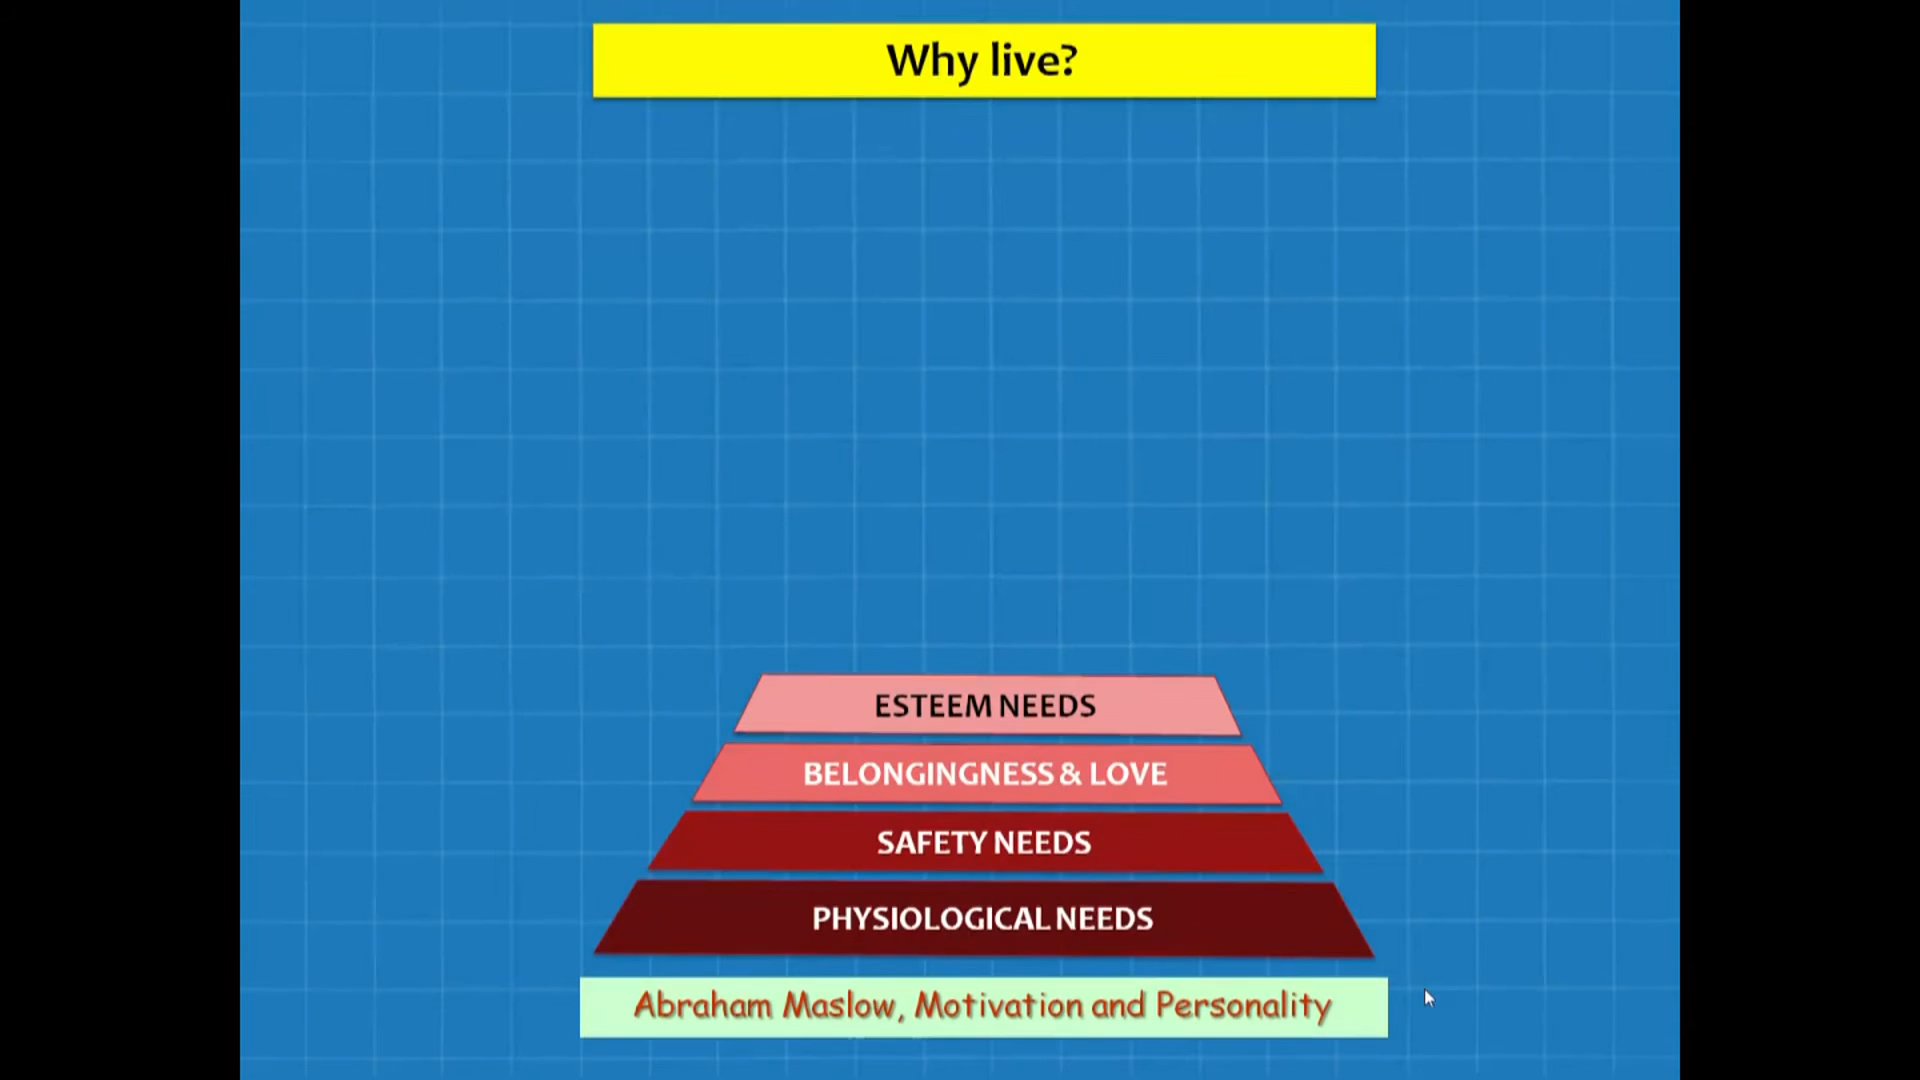 Why live?
ESTEEM NEEDS
BELONGINGNESS & LOVE
SAFETY NEEDS
PHYSIOLOGICAL NEEDS
Abraham Maslow, Motivation and Personality